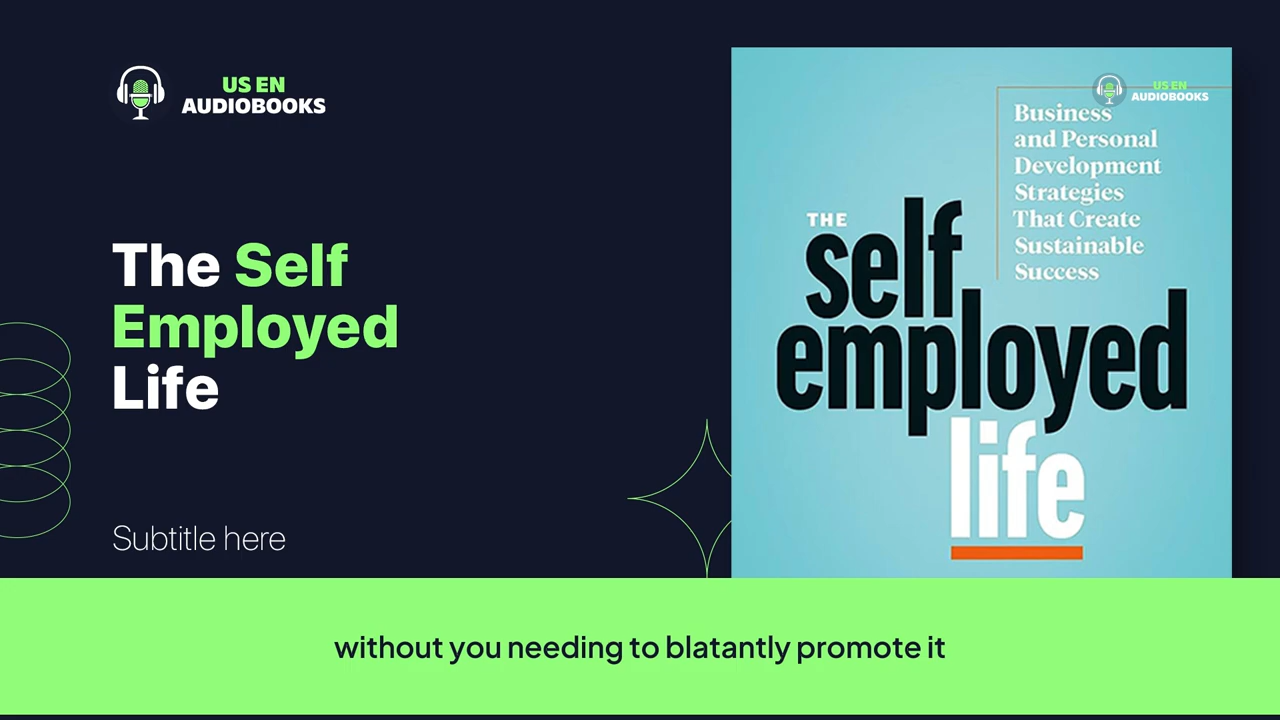 US EN
AUDIOBOOKS
The Self
Employed
Life
Subtitle here
US EN
AUDIOBOOKS
Business
and Personal
Development
Strategies
That Create
Sustainable
Success
THE
self
employed
life
without you needing to blatantly promote it